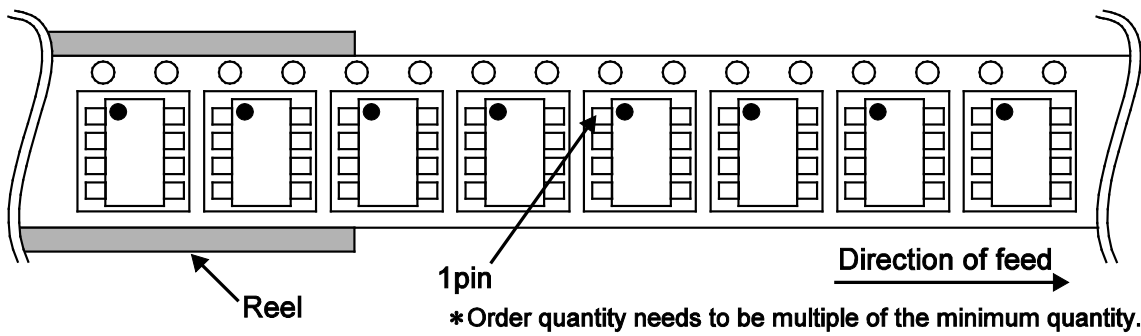 1pin
Direction of feed
Reel
*Order quantity needs to be multiple of the minimum quantity.